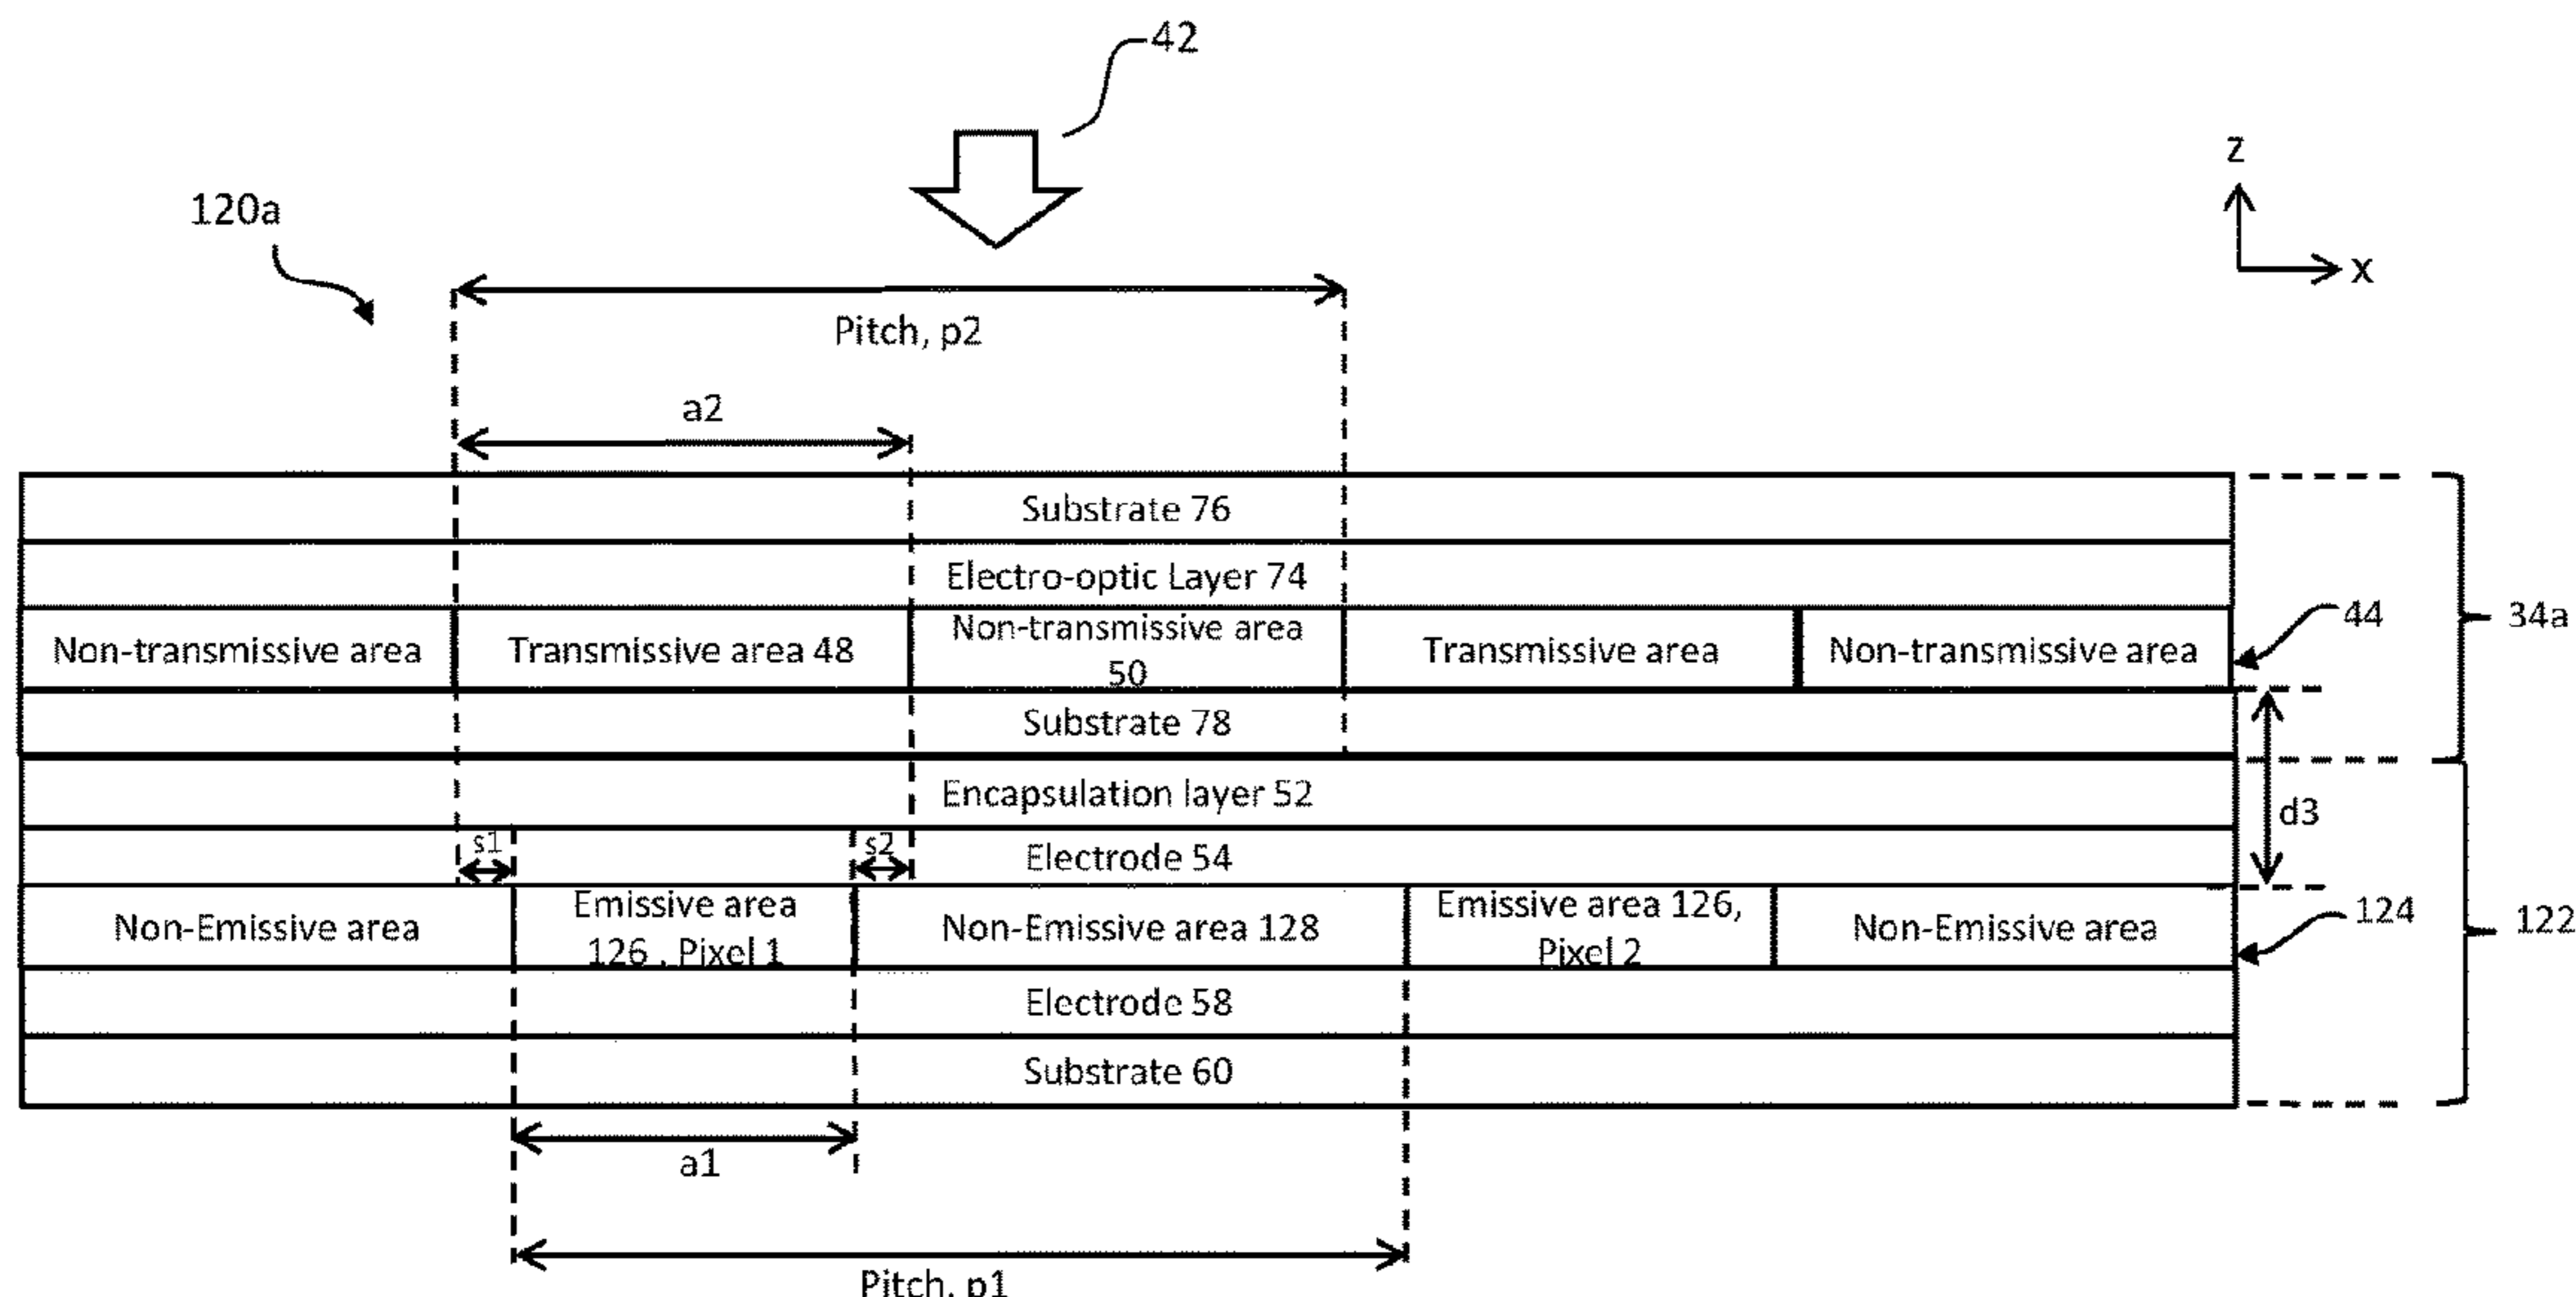 42
z
120a
x
Pitch, p2
a2
Substrate 76
Electro-optic Layer 74
44
34a
Non-transmissive area
Transmissive area 48
Non-transmissive area
50
Transmissive area
Non-transmissive area
Substrate 78
Encapsulation layer 52
d3
s1
s2
Electrode 54
Non-Emissive area
Emissive area
126 , Pixel 1
Non-Emissive area 128
Emissive area 126,
Pixel 2
Non-Emissive area
124
122
Electrode 58
Substrate 60
a1
Pitch, p1